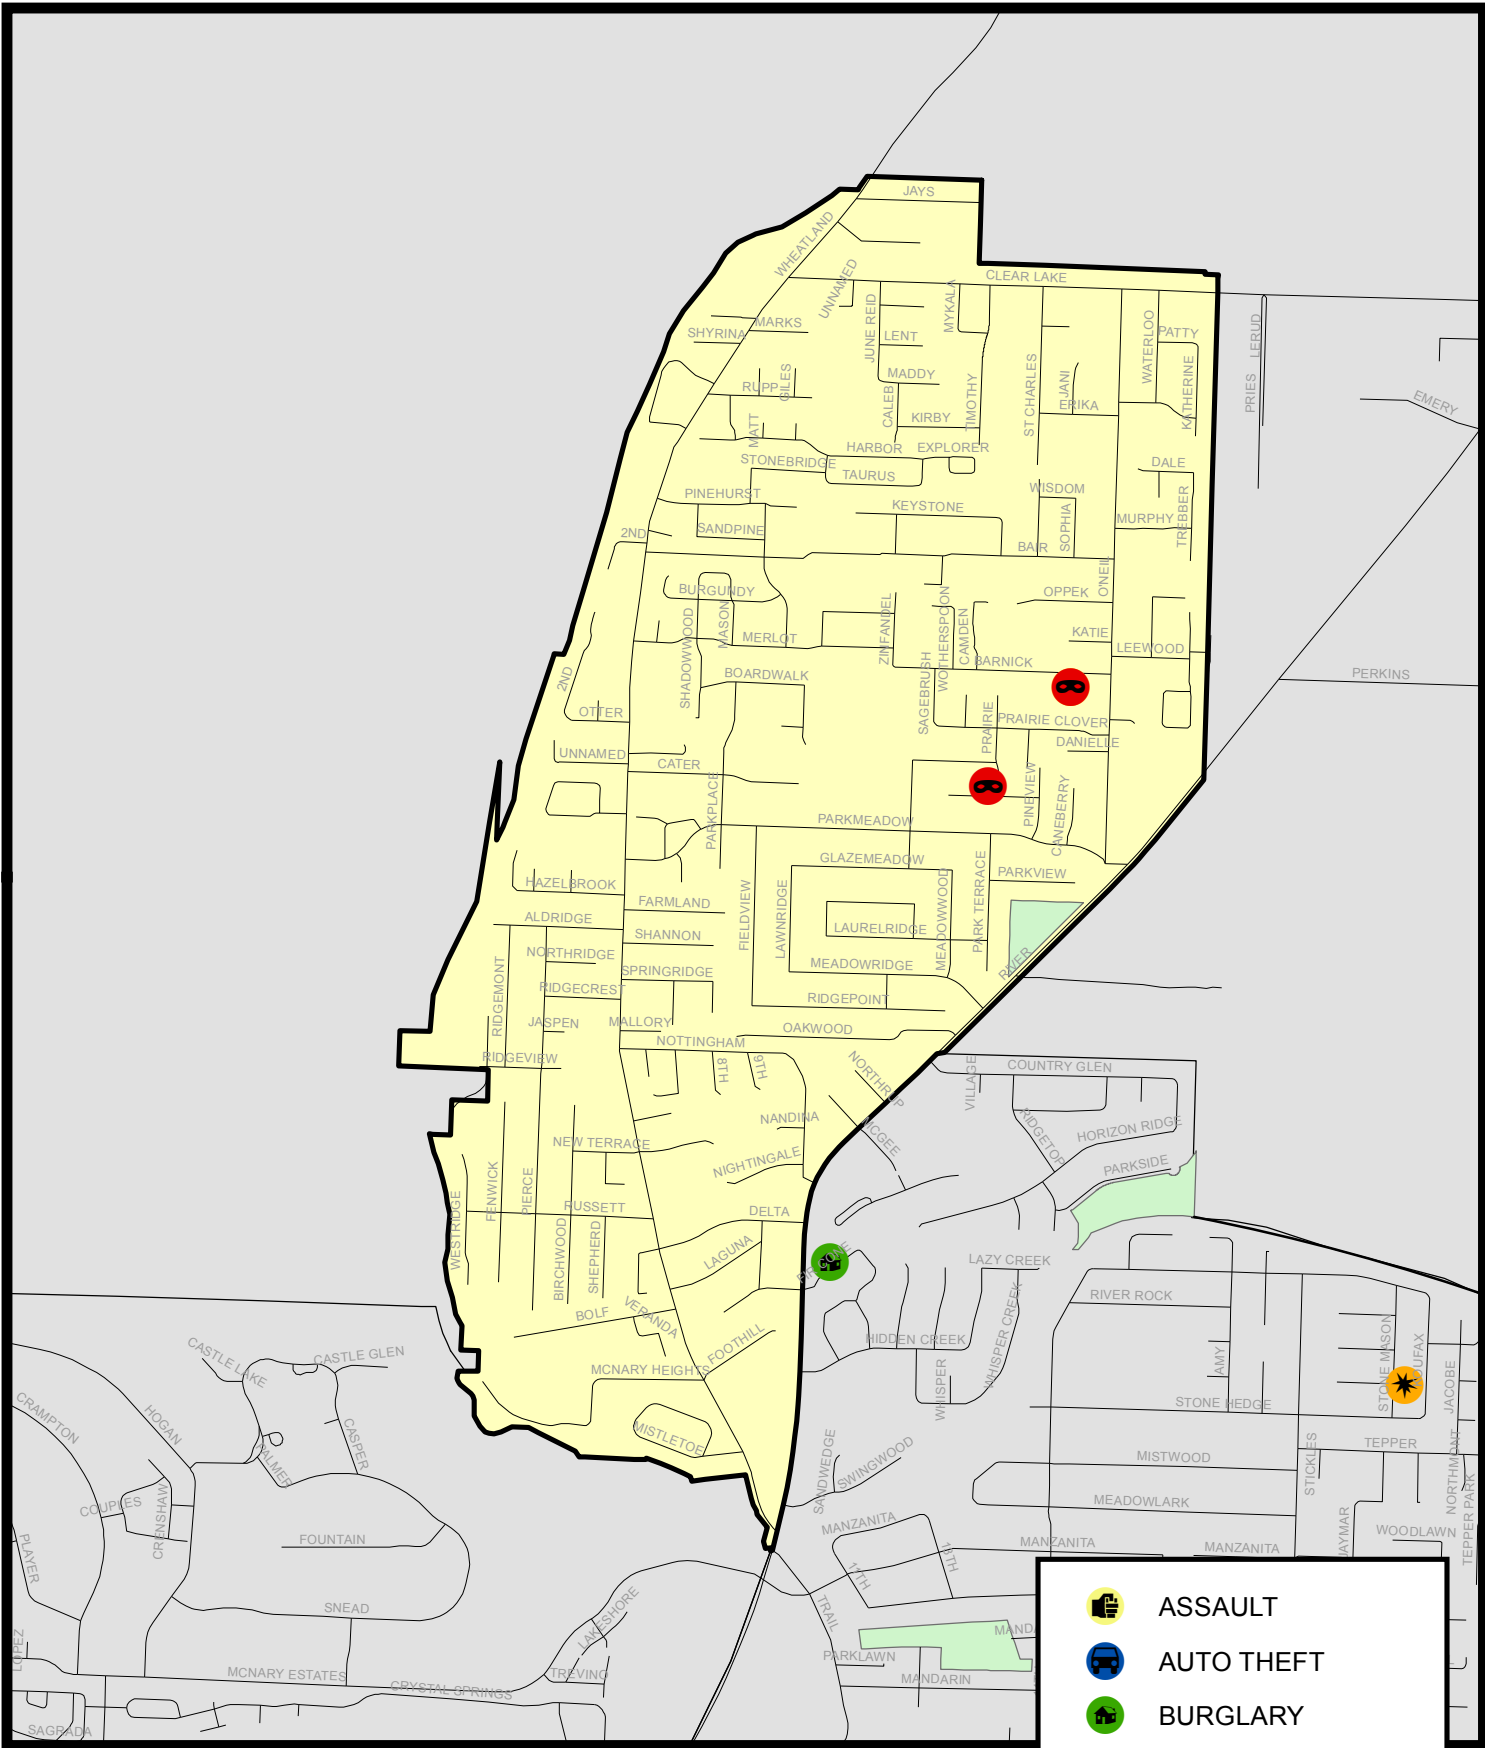 JAYS
WHEATLAND
CLEAR LAKE
UNNAMED
MYKALA
JUNE REID
MARKS
SHYRINA
LENT
WATERLOO
PATTY
LERUD
PRIES
EMERY
RUPP
GILES
MADDY
CALEB
TIMOTHY
ST CHARLES
JANI
ERIKA
KATHERINE
KIRBY
MATT
HARBOR
EXPLORER
STONEBRIDGE
TAURUS
DALE
PINEHURST
WISDOM
KEYSTONE
SOPHIA
MURPHY
TREBBER
SANDPINE
2ND
BAIR
O'NEIL
BURGUNDY
OPPEK
MASON
SHADOWWOOD
ZINFANDEL
WOTHERSPOON
CAMDEN
MERLOT
KATIE
LEEWOOD
BARNICK
2ND
BOARDWALK
SAGEBRUSH
PERKINS
OTTER
PRAIRIE
PRAIRIE CLOVER
DANIELLE
UNNAMED
CATER
PARKPLACE
PINEVIEW
CANEBERRY
PARKMEADOW
GLAZEMEADOW
PARKVIEW
HAZELBROOK
FARMLAND
FIELDVIEW
LAWNRIDGE
MEADOWWOOD
PARK TERRACE
ALDRIDGE
LAURELRIDGE
SHANNON
NORTHRIDGE
SPRINGRIDGE
MEADOWRIDGE
RIVER
RIDGEMONT
RIDGECREST
RIDGEPOINT
JASPEN
MALLORY
OAKWOOD
NOTTINGHAM
RIDGEVIEW
8TH
9TH
NORTHRUP
VILLAGE
COUNTRY GLEN
NANDINA
MCGEE
RIDGETOP
HORIZON RIDGE
NEW TERRACE
NIGHTINGALE
PARKSIDE
FENWICK
PIERCE
WESTRIDGE
RUSSETT
DELTA
BIRCHWOOD
SHEPHERD
LAGUNA
LAZY CREEK
RIVER ROCK
BOLF
VERANDA
FOOTHILL
HIDDEN CREEK
WHISPER CREEK
STONE MASON
KOUFAX
AMY
CASTLE LAKE
CASTLE GLEN
MCNARY HEIGHTS
WHISPER
STONE HEDGE
JACOBE
CRAMPTON
HOGAN
CASPER
PALMER
MISTLETOE
SANDWEDGE
SWINGWOOD
TEPPER
MISTWOOD
STICKLES
NORTHMONT
TEPPER PARK
COUPLES
CRENSHAW
MEADOWLARK
MANZANITA
WOODLAWN
JAYMAR
PLAYER
FOUNTAIN
MANZANITA
MANZANITA
13TH
11TH
SNEAD
LAKESHORE
TRAIL
LOPEZ
PARKLAWN
MCNARY ESTATES
TREVINO
MANDARIN
CRYSTAL SPRINGS
SAGRADA
ASSAULT
AUTO THEFT
BURGLARY